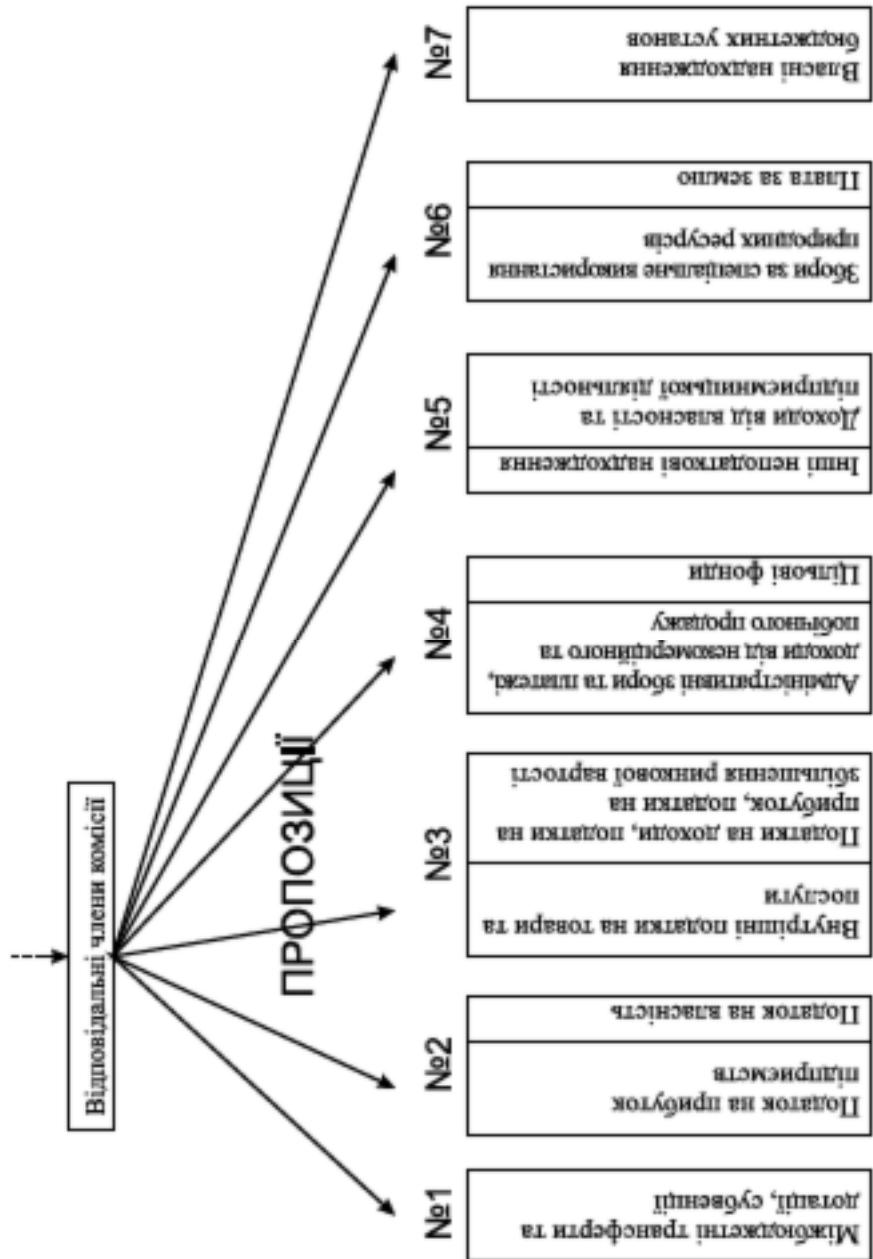 Відповідальні члени комісії
ПРОПОЗИЦІЇ
№1
Міжбюджетні трансферти та
дотації, субвенції
№2
Податок на прибуток
підприємств
Податок на власність
№3
Внутрішні податки на товари та
послуги
Податки на доходи, податки на
прибуток, податки на
збільшення ринкової вартості
№4
Адміністративні збори та платежі,
доходи від некомерційного та
побічного продажу
Цільові фонди
№5
Інші неподаткові надходження
Доходи від власності та
підприємницької діяльності
№6
Збори за спеціальне використання
природних ресурсів
Плата за землю
№7
Власні надходження
бюджетних установ